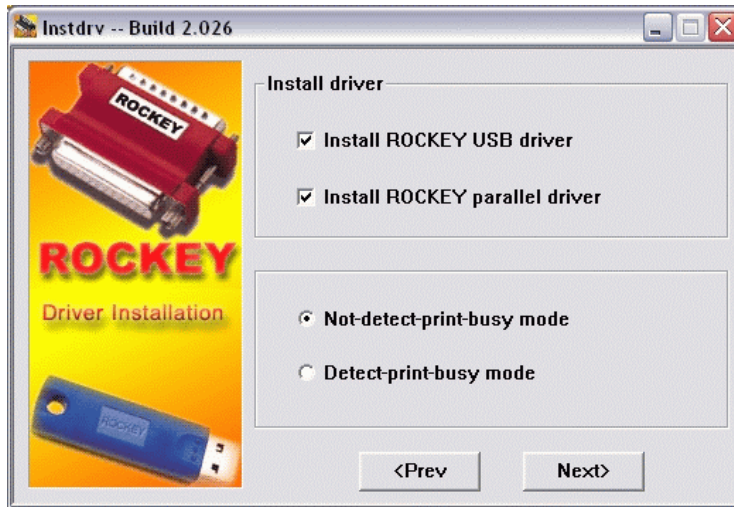 Instdrv -- Build 2.026
ROCKEY
ROCKEY
Driver Installation
ROCKEY
Install driver
Install ROCKEY USB driver
Install ROCKEY parallel driver
Not-detect-print-busy mode
Detect-print-busy mode
<Prev
Next>